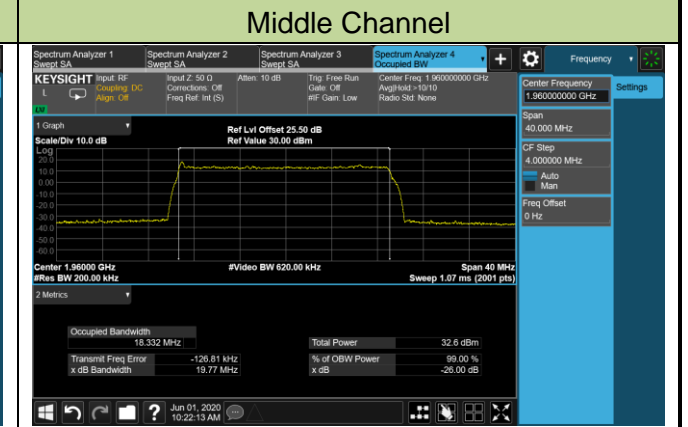 Middle Channel
Spectrum Analyzer 1
Swept SA
Spectrum Analyzer 2
Swept SA
Spectrum Analyzer 3
Swept SA
Spectrum Analyzer 4
Occupied BW
Frequency
KEYSIGHT
L
Input: RF
Coupling: DC
Align: Off
Input Z: 50 Ω
Corrections: Off
Freq Ref: Int (S)
Atten: 10 dB
Trig: Free Run
Gate: Off
#IF Gain: Low
Center Freq: 1.960000000 GHz
Avg|Hold:>10/10
Radio Std: None
Center Frequency
1.960000000 GHz
Settings
Span
40.000 MHz
CF Step
4.000000 MHz
Auto
Man
Freq Offset
0 Hz
1 Graph
Scale/Div 10.0 dB
Ref Lvl Offset 25.50 dB
Ref Value 30.00 dBm
Log
20.0
10.0
0.00
-10.0
-20.0
-30.0
-40.0
-50.0
-60.0
Center 1.96000 GHz
#Res BW 200.00 kHz
#Video BW 620.00 kHz
Span 40 MHz
Sweep 1.07 ms (2001 pts)
2 Metrics
Occupied Bandwidth
18.332 MHz
Total Power 32.6 dBm
Transmit Freq Error -126.81 kHz
% of OBW Power 99.00 %
x dB Bandwidth 19.77 MHz
x dB -26.00 dB
?
Jun 01, 2020
10:22:13 AM